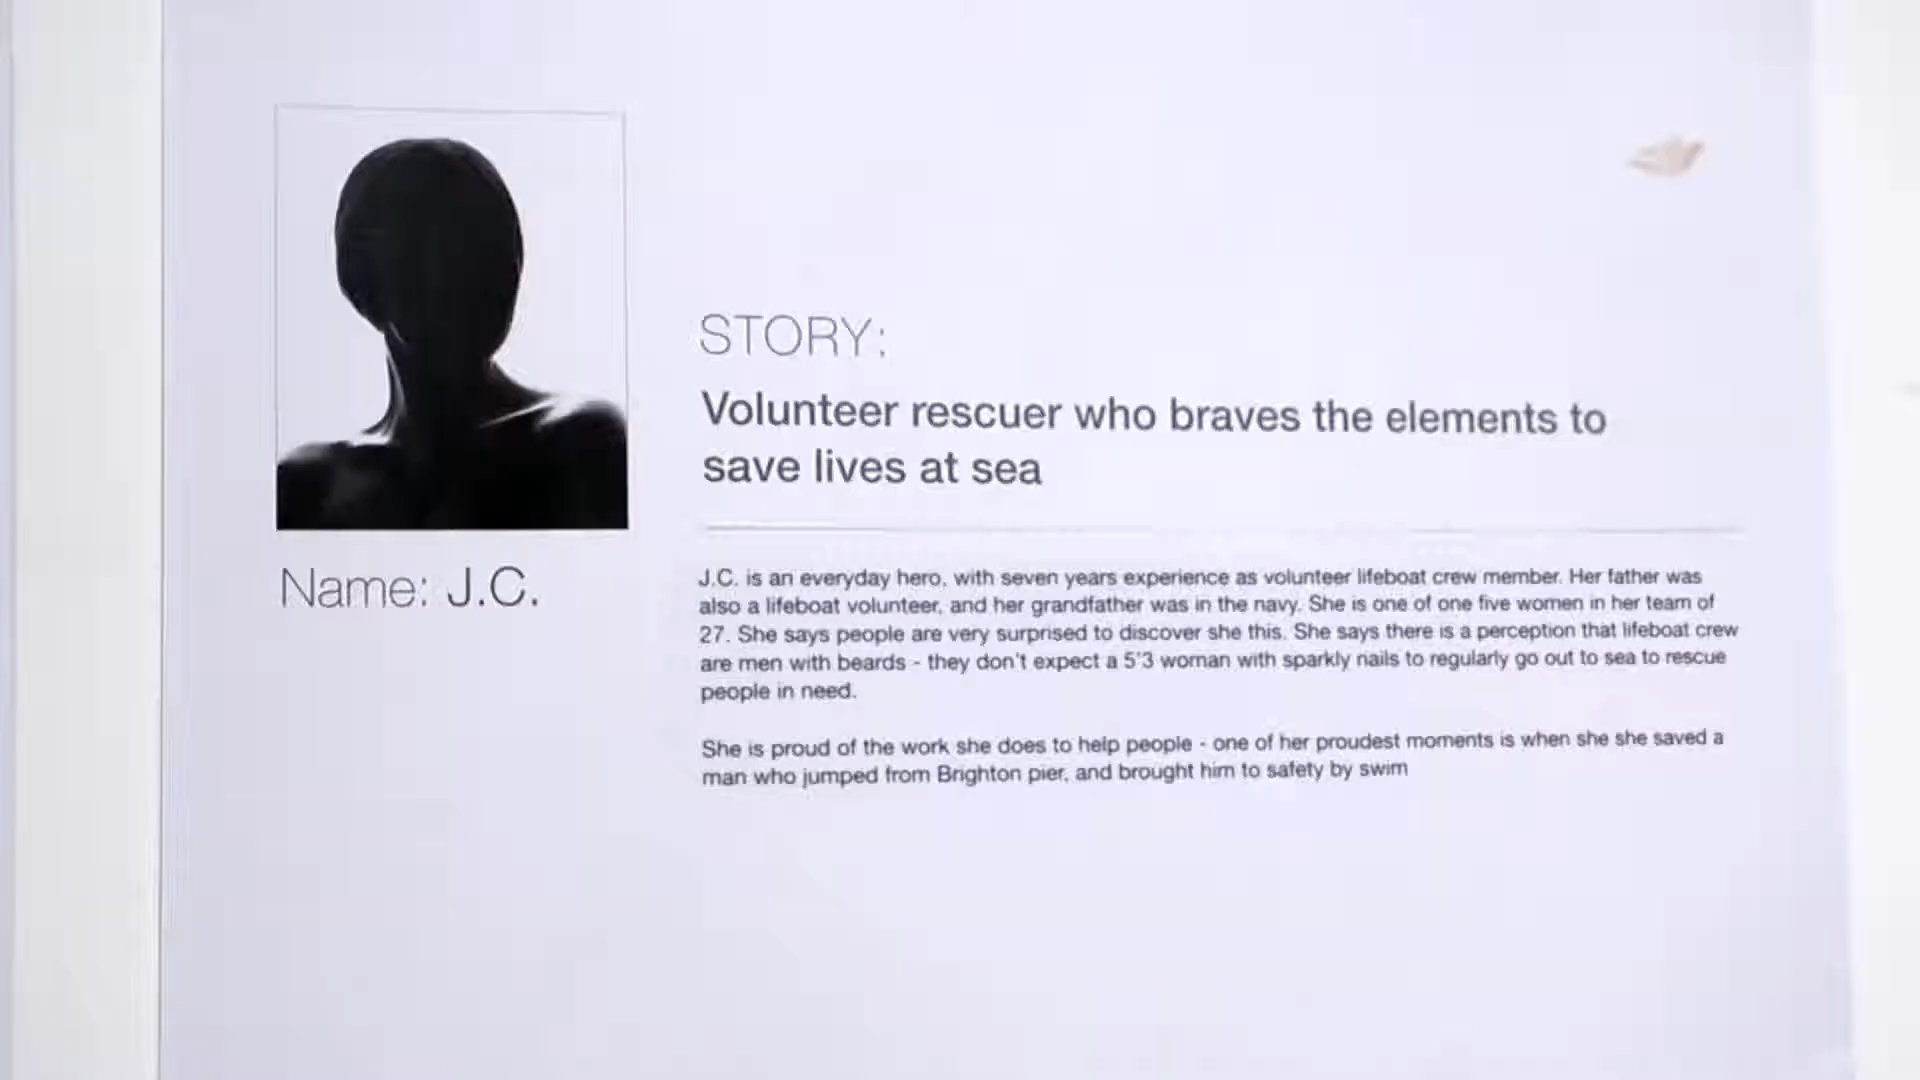 STORY:
Volunteer rescuer who braves the elements to
save lives at sea
Name: J.C.
J.C. is an everyday hero, with seven years experience as volunteer lifeboat crew member. Her father was
also a lifeboat volunteer, and her grandfather was in the navy. She is one of one five women in her team of
27. She says people are very surprised to discover she this. She says there is a perception that lifeboat crew
are men with beards - they don't expect a 5'3 woman with sparkly nails to regularly go out to sea to rescue
people in need.
She is proud of the work she does to help people - one of her proudest moments is when she she saved a
man who jumped from Brighton pier, and brought him to safety by swim